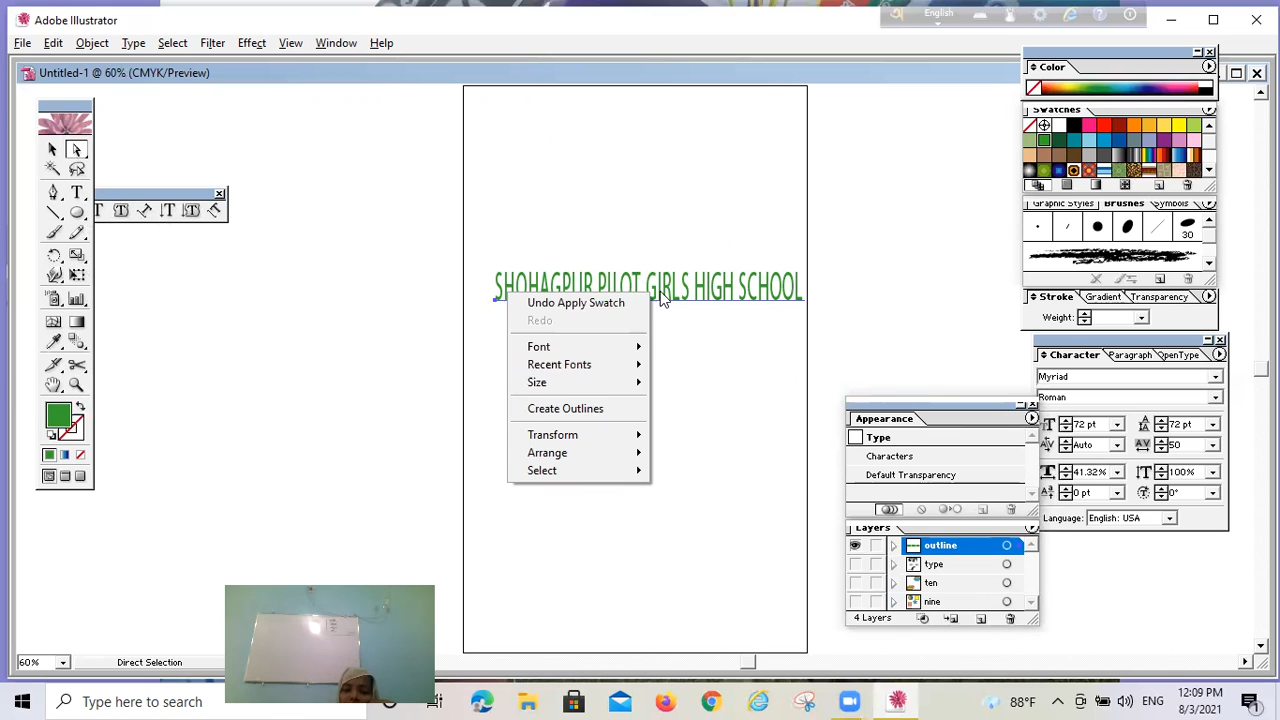 Adobe Illustrator
English
File Edit Object Type Select Filter Effect View Window Help
Untitled-1 @ 60% (CMYK/Preview)
Color
Swatches
Graphic Styles Brushes Symbols
30
SHOHAGPUR PILOT GIRLS HIGH SCHOOL
Undo Apply Swatch
Redo
Font
Recent Fonts
Size
Create Outlines
Transform
Arrange
Select
Stroke Gradient Transparency
Weight:
Character Paragraph OpenType
Myriad
Roman
72 pt 72 pt
Auto 50
41.32% 100%
0 pt 0°
Language: English: USA
Appearance
Type
Characters
Default Transparency
Layers
outline
type
ten
nine
4 Layers
60% Direct Selection
Type here to search
88°F
ENG
12:09 PM
8/3/2021